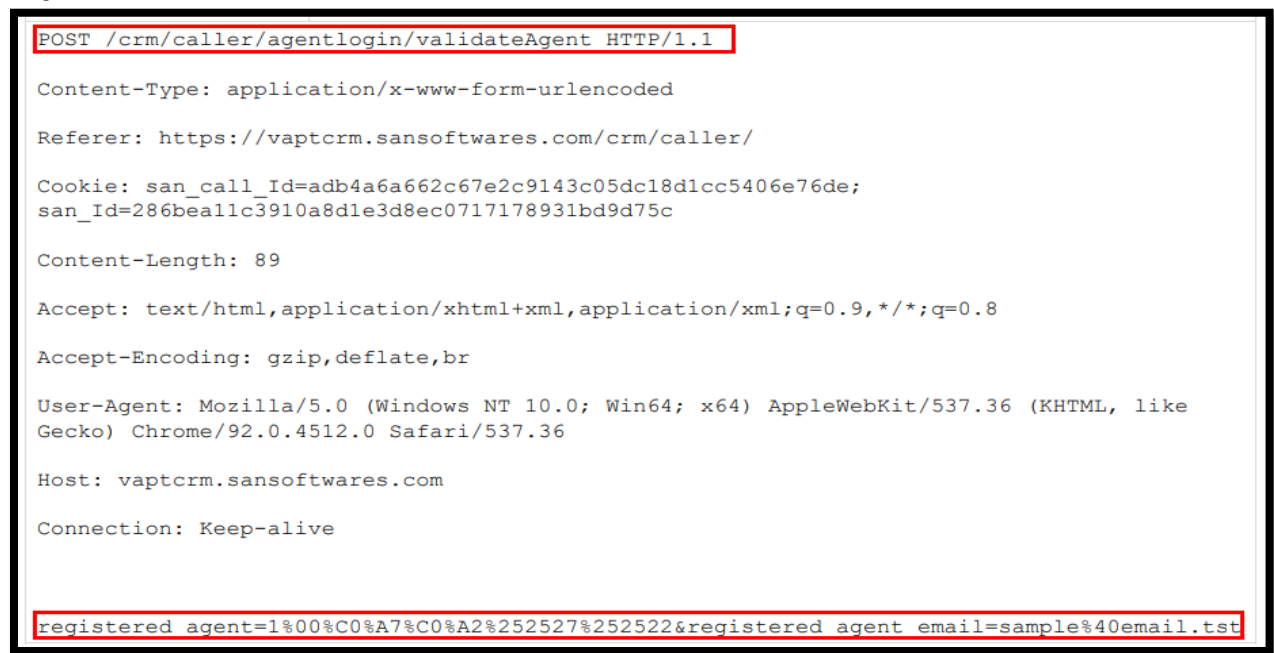 POST /crm/caller/agentlogin/validateAgent HTTP/1.1
Content-Type: application/x-www-form-urlencoded
Referer: https://vaptcrm.sansoftwares.com/crm/caller/
Cookie: san_call_Id=adb4a6a662c67e2c9143c05dc18d1cc5406e76de;
san_Id=286bea11c3910a8d1e3d8ec0717178931bd9d75c
Content-Length: 89
Accept: text/html,application/xhtml+xml,application/xml;q=0.9,*/*;q=0.8
Accept-Encoding: gzip,deflate,br
User-Agent: Mozilla/5.0 (Windows NT 10.0; Win64; x64) AppleWebKit/537.36 (KHTML, like
Gecko) Chrome/92.0.4512.0 Safari/537.36
Host: vaptcrm.sansoftwares.com
Connection: Keep-alive
registered_agent=1%00%C0%A7%C0%A2%252527%252522&registered_agent_email=sample%40email.tst